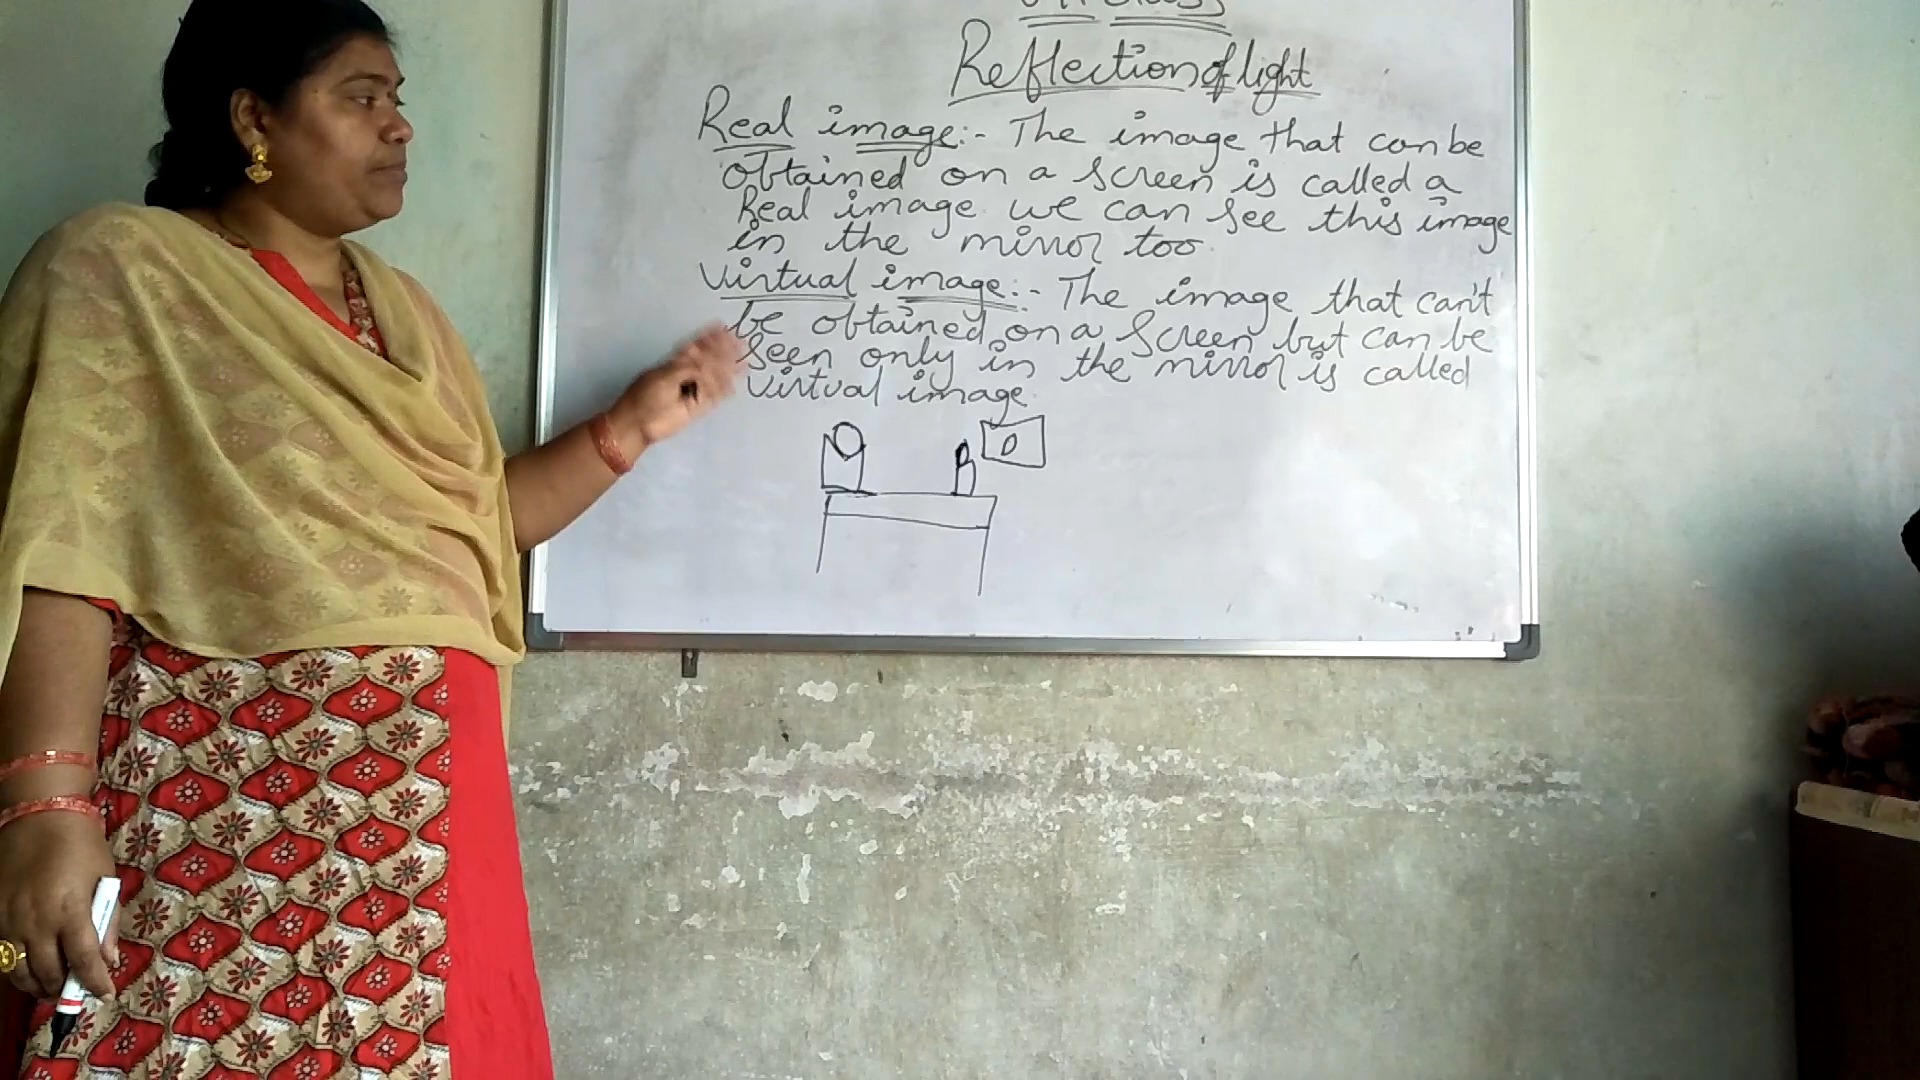 Reflection of light
Real image:- The image that can be
obtained on a screen is called a
Real image. we can see this image
in the mirror too.
Virtual image:- The image that can't
be obtained on a screen but can be
seen only in the mirror is called
virtual image.